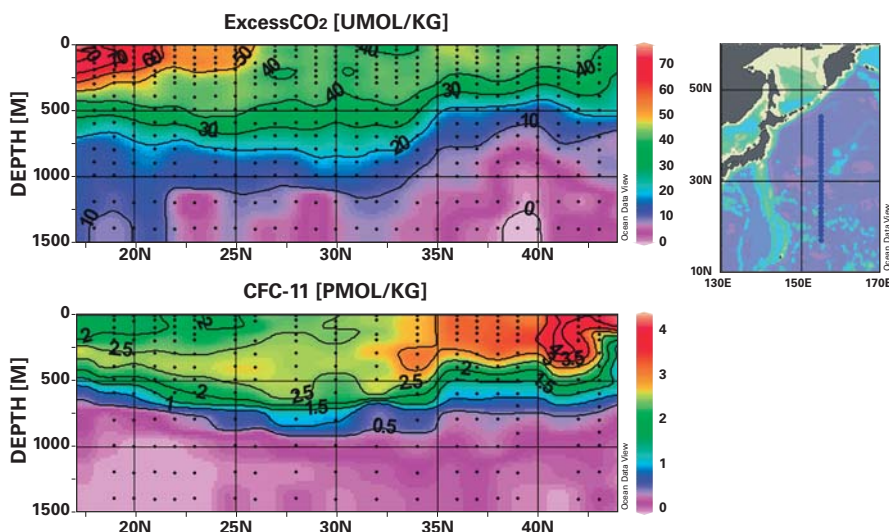 ExcessCO2 [UMOL/KG]
DEPTH [M]
0
500
1000
1500
20N 25N 30N 35N 40N
70 60 50 40 40 40 40 30 30 20 10 10 0
70
60
50
40
30
20
10
0
Ocean Data View
50N
30N
10N
130E 150E 170E
Ocean Data View
CFC-11 [PMOL/KG]
DEPTH [M]
0
500
1000
1500
20N 25N 30N 35N 40N
2 2 2.5 2 1 2.5 1.5 0.5 2.5 2 3.5 1.5
4
3
2
1
0
Ocean Data View